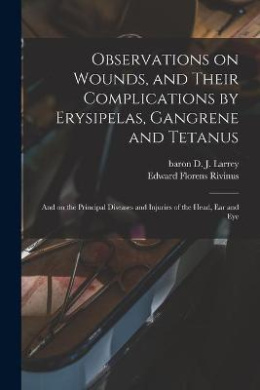 Observations on
Wounds, and Their
Complications by
Erysipelas, Gangrene
and Tetanus
baron D. J. Larrey
Edward Florens Rivinus
And on the Principal Diseases and Injuries of the Head, Ear and
Eye